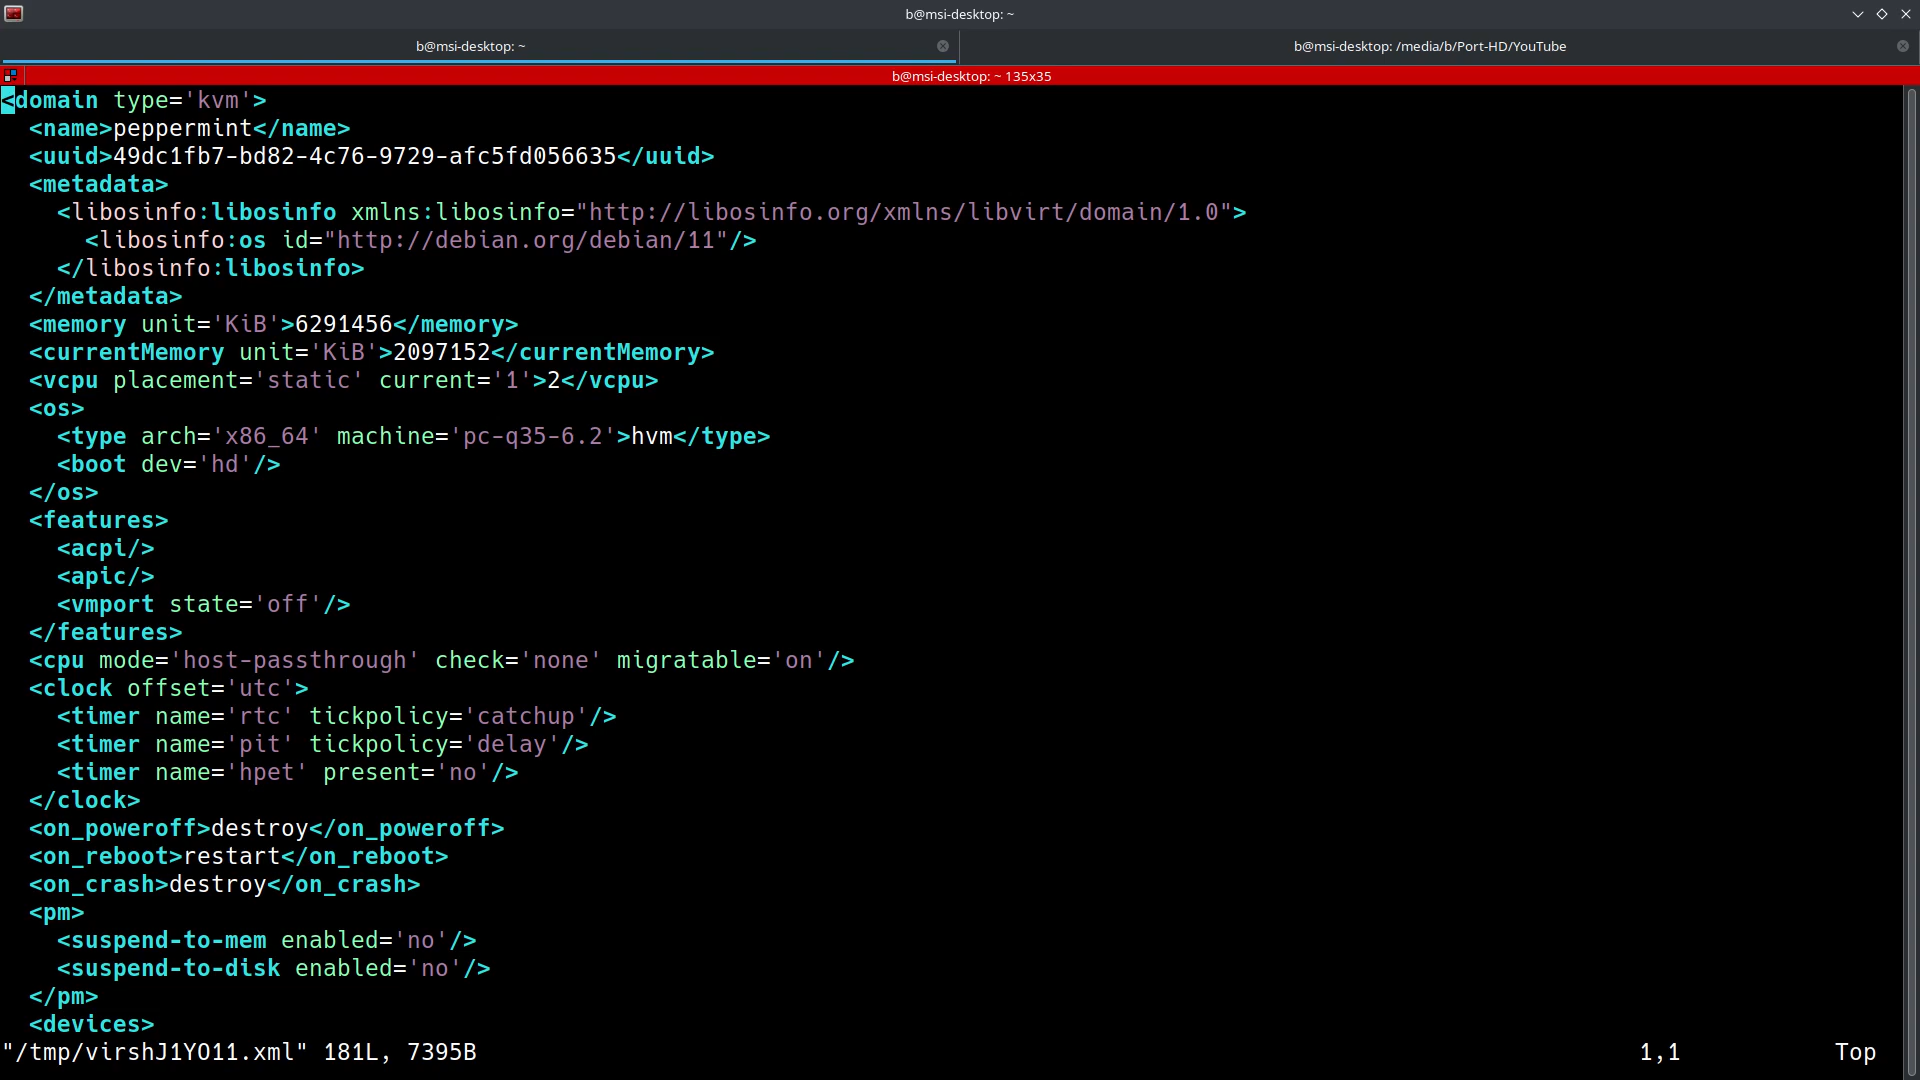 b@msi-desktop: ~
b@msi-desktop: ~
b@msi-desktop: /media/b/Port-HD/YouTube
b@msi-desktop: ~ 135x35
<domain type='kvm'>
  <name>peppermint</name>
  <uuid>49dc1fb7-bd82-4c76-9729-afc5fd056635</uuid>
  <metadata>
    <libosinfo:libosinfo xmlns:libosinfo="http://libosinfo.org/xmlns/libvirt/domain/1.0">
      <libosinfo:os id="http://debian.org/debian/11"/>
    </libosinfo:libosinfo>
  </metadata>
  <memory unit='KiB'>6291456</memory>
  <currentMemory unit='KiB'>2097152</currentMemory>
  <vcpu placement='static' current='1'>2</vcpu>
  <os>
    <type arch='x86_64' machine='pc-q35-6.2'>hvm</type>
    <boot dev='hd'/>
  </os>
  <features>
    <acpi/>
    <apic/>
    <vmport state='off'/>
  </features>
  <cpu mode='host-passthrough' check='none' migratable='on'/>
  <clock offset='utc'>
    <timer name='rtc' tickpolicy='catchup'/>
    <timer name='pit' tickpolicy='delay'/>
    <timer name='hpet' present='no'/>
  </clock>
  <on_poweroff>destroy</on_poweroff>
  <on_reboot>restart</on_reboot>
  <on_crash>destroy</on_crash>
  <pm>
    <suspend-to-mem enabled='no'/>
    <suspend-to-disk enabled='no'/>
  </pm>
  <devices>
"/tmp/virshJ1YO11.xml" 181L, 7395B 1,1 Top